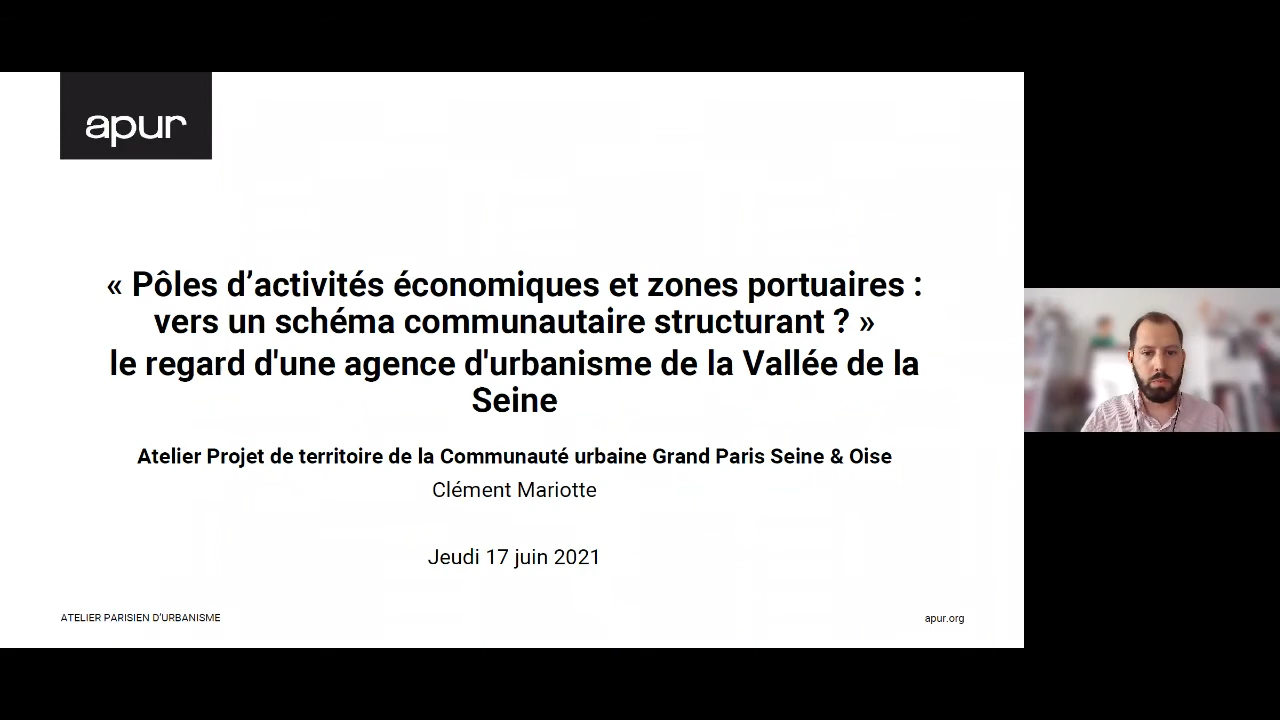 apur
« Pôles d’activités économiques et zones portuaires :
vers un schéma communautaire structurant ? »
le regard d'une agence d'urbanisme de la Vallée de la
Seine
Atelier Projet de territoire de la Communauté urbaine Grand Paris Seine & Oise
Clément Mariotte
Jeudi 17 juin 2021
ATELIER PARISIEN D'URBANISME
apur.org